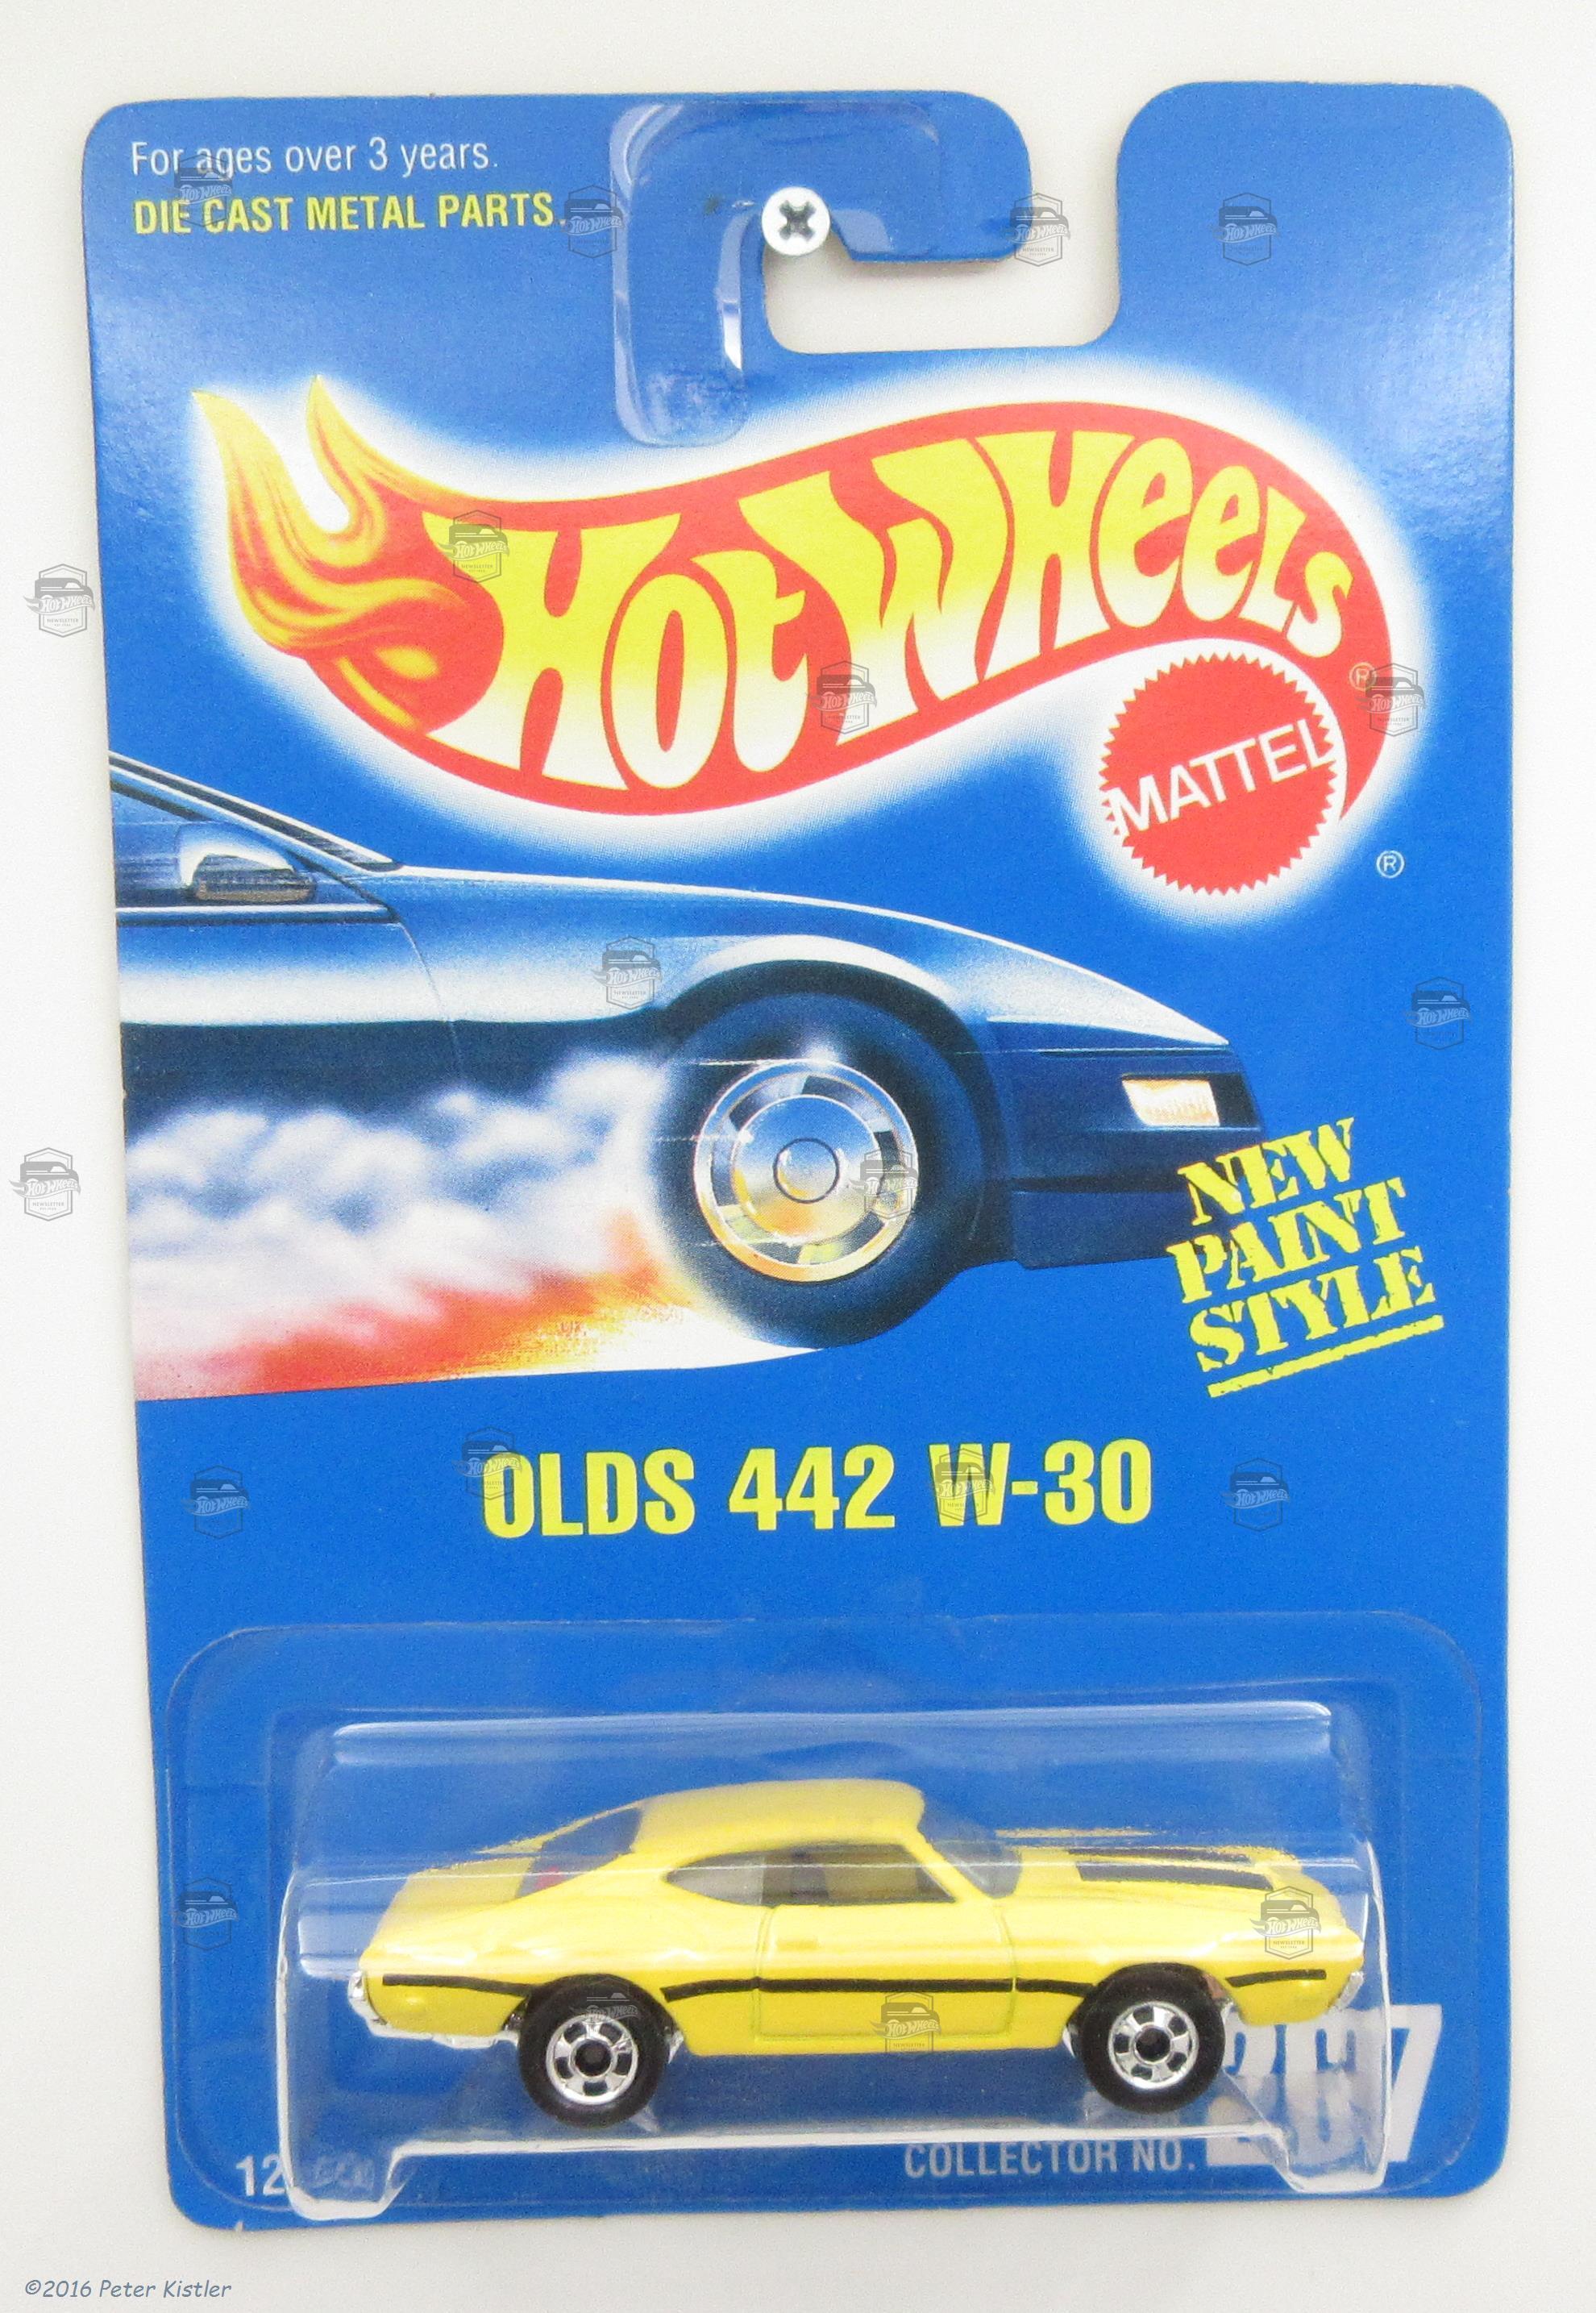 For ages over 3 years.
DIE CAST METAL PARTS.
HOT WHEELS ®
MATTEL
®
NEW
PAINT
STYLE
OLDS 442 W-30
COLLECTOR NO.
©2016 Peter Kistler